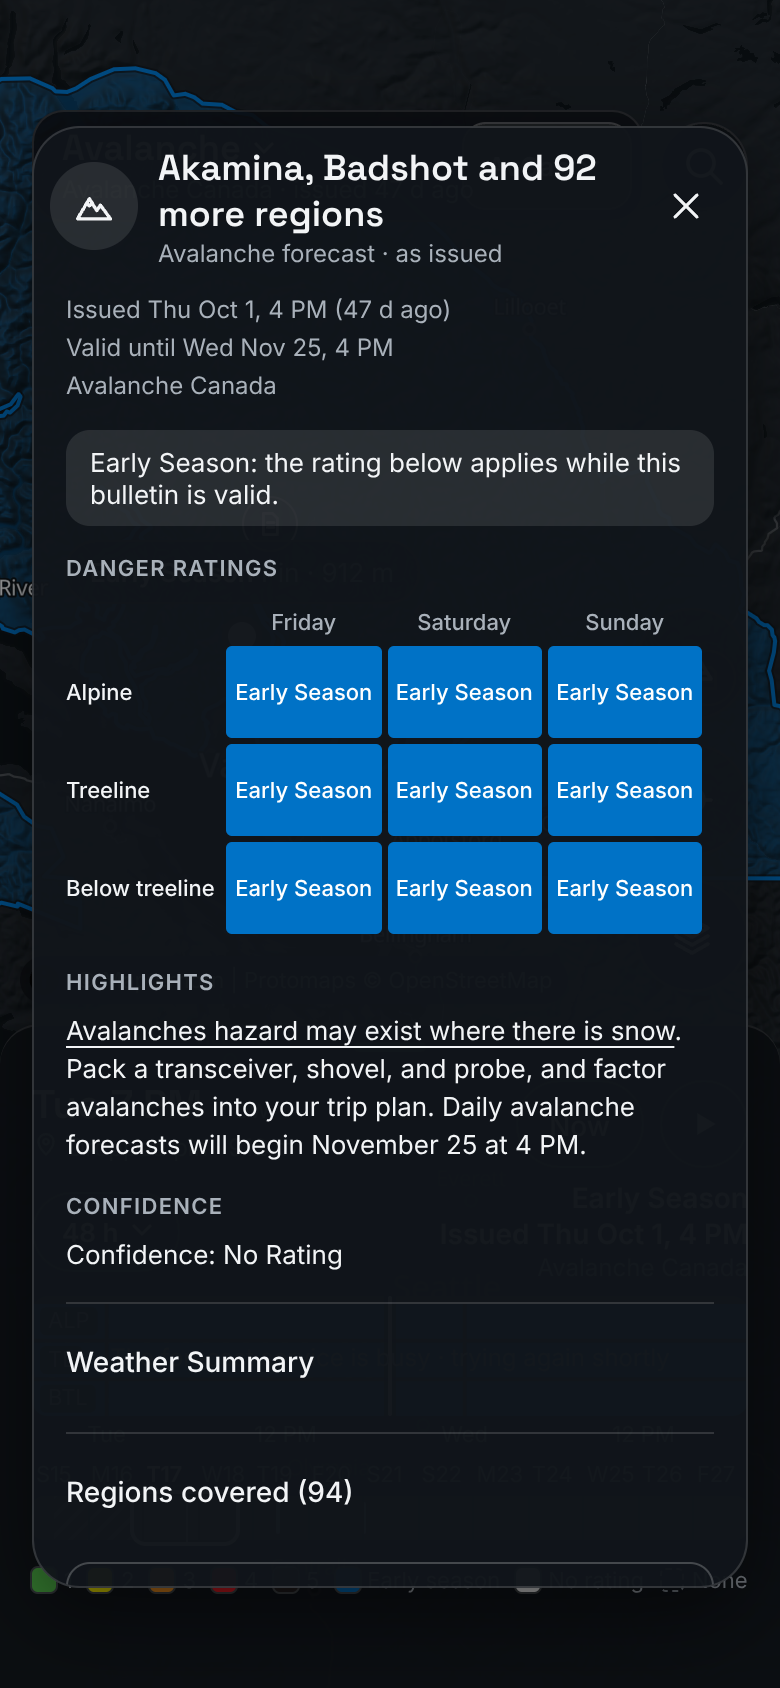 Akamina, Badshot and 92
more regions
Avalanche forecast · as issued
Issued Thu Oct 1, 4 PM (47 d ago)
Valid until Wed Nov 25, 4 PM
Avalanche Canada
Early Season: the rating below applies while this
bulletin is valid.
DANGER RATINGS
Friday Saturday Sunday
Alpine Early Season Early Season Early Season
Treeline Early Season Early Season Early Season
Below treeline Early Season Early Season Early Season
HIGHLIGHTS
Avalanches hazard may exist where there is snow.
Pack a transceiver, shovel, and probe, and factor
avalanches into your trip plan. Daily avalanche
forecasts will begin November 25 at 4 PM.
CONFIDENCE
Confidence: No Rating
Weather Summary
Regions covered (94)
Early season No rating None